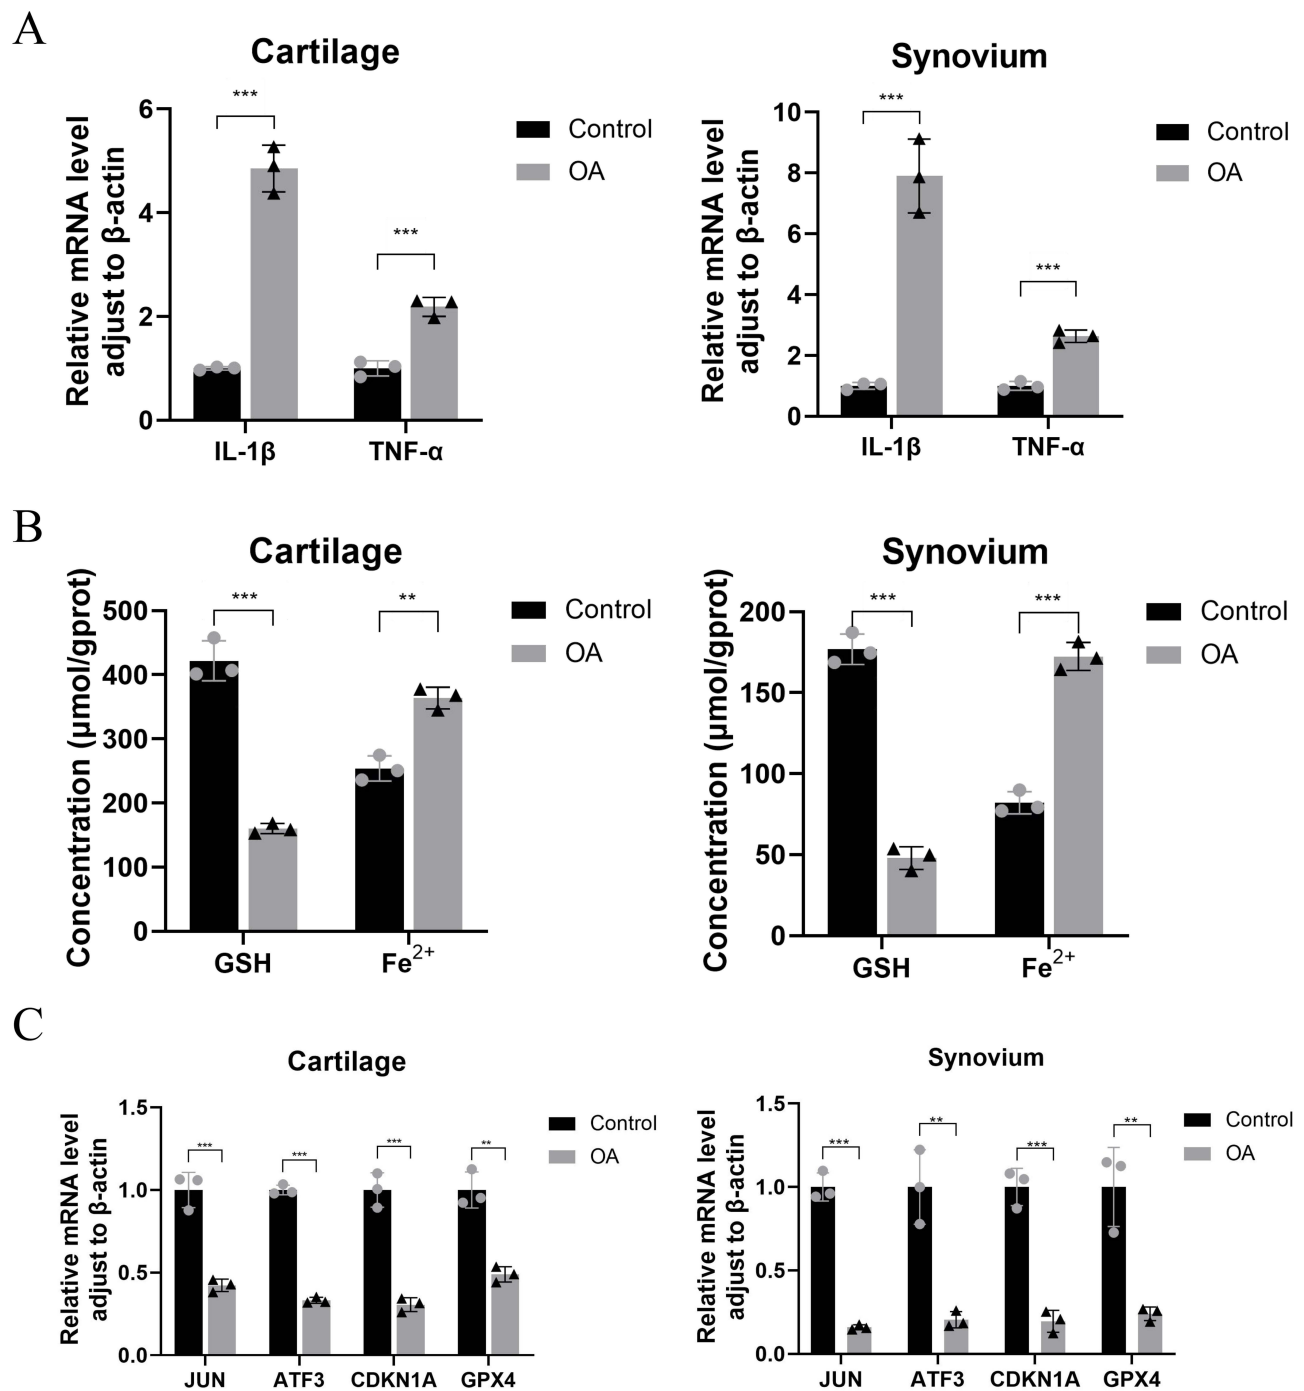 A
Cartilage
Relative mRNA level
adjust to β-actin
6
4
2
0
***
***
IL-1β
TNF-α
Control
OA
Synovium
Relative mRNA level
adjust to β-actin
10
8
6
4
2
0
***
***
IL-1β
TNF-α
Control
OA
B
Cartilage
Concentration (μmol/gprot)
500
400
300
200
100
0
***
**
GSH
Fe²⁺
Control
OA
Synovium
Concentration (μmol/gprot)
200
150
100
50
0
***
***
GSH
Fe²⁺
Control
OA
C
Cartilage
Relative mRNA level
adjust to β-actin
1.5
1.0
0.5
0.0
***
***
***
**
JUN
ATF3
CDKN1A
GPX4
Control
OA
Synovium
Relative mRNA level
adjust to β-actin
1.5
1.0
0.5
0.0
***
**
***
**
JUN
ATF3
CDKN1A
GPX4
Control
OA